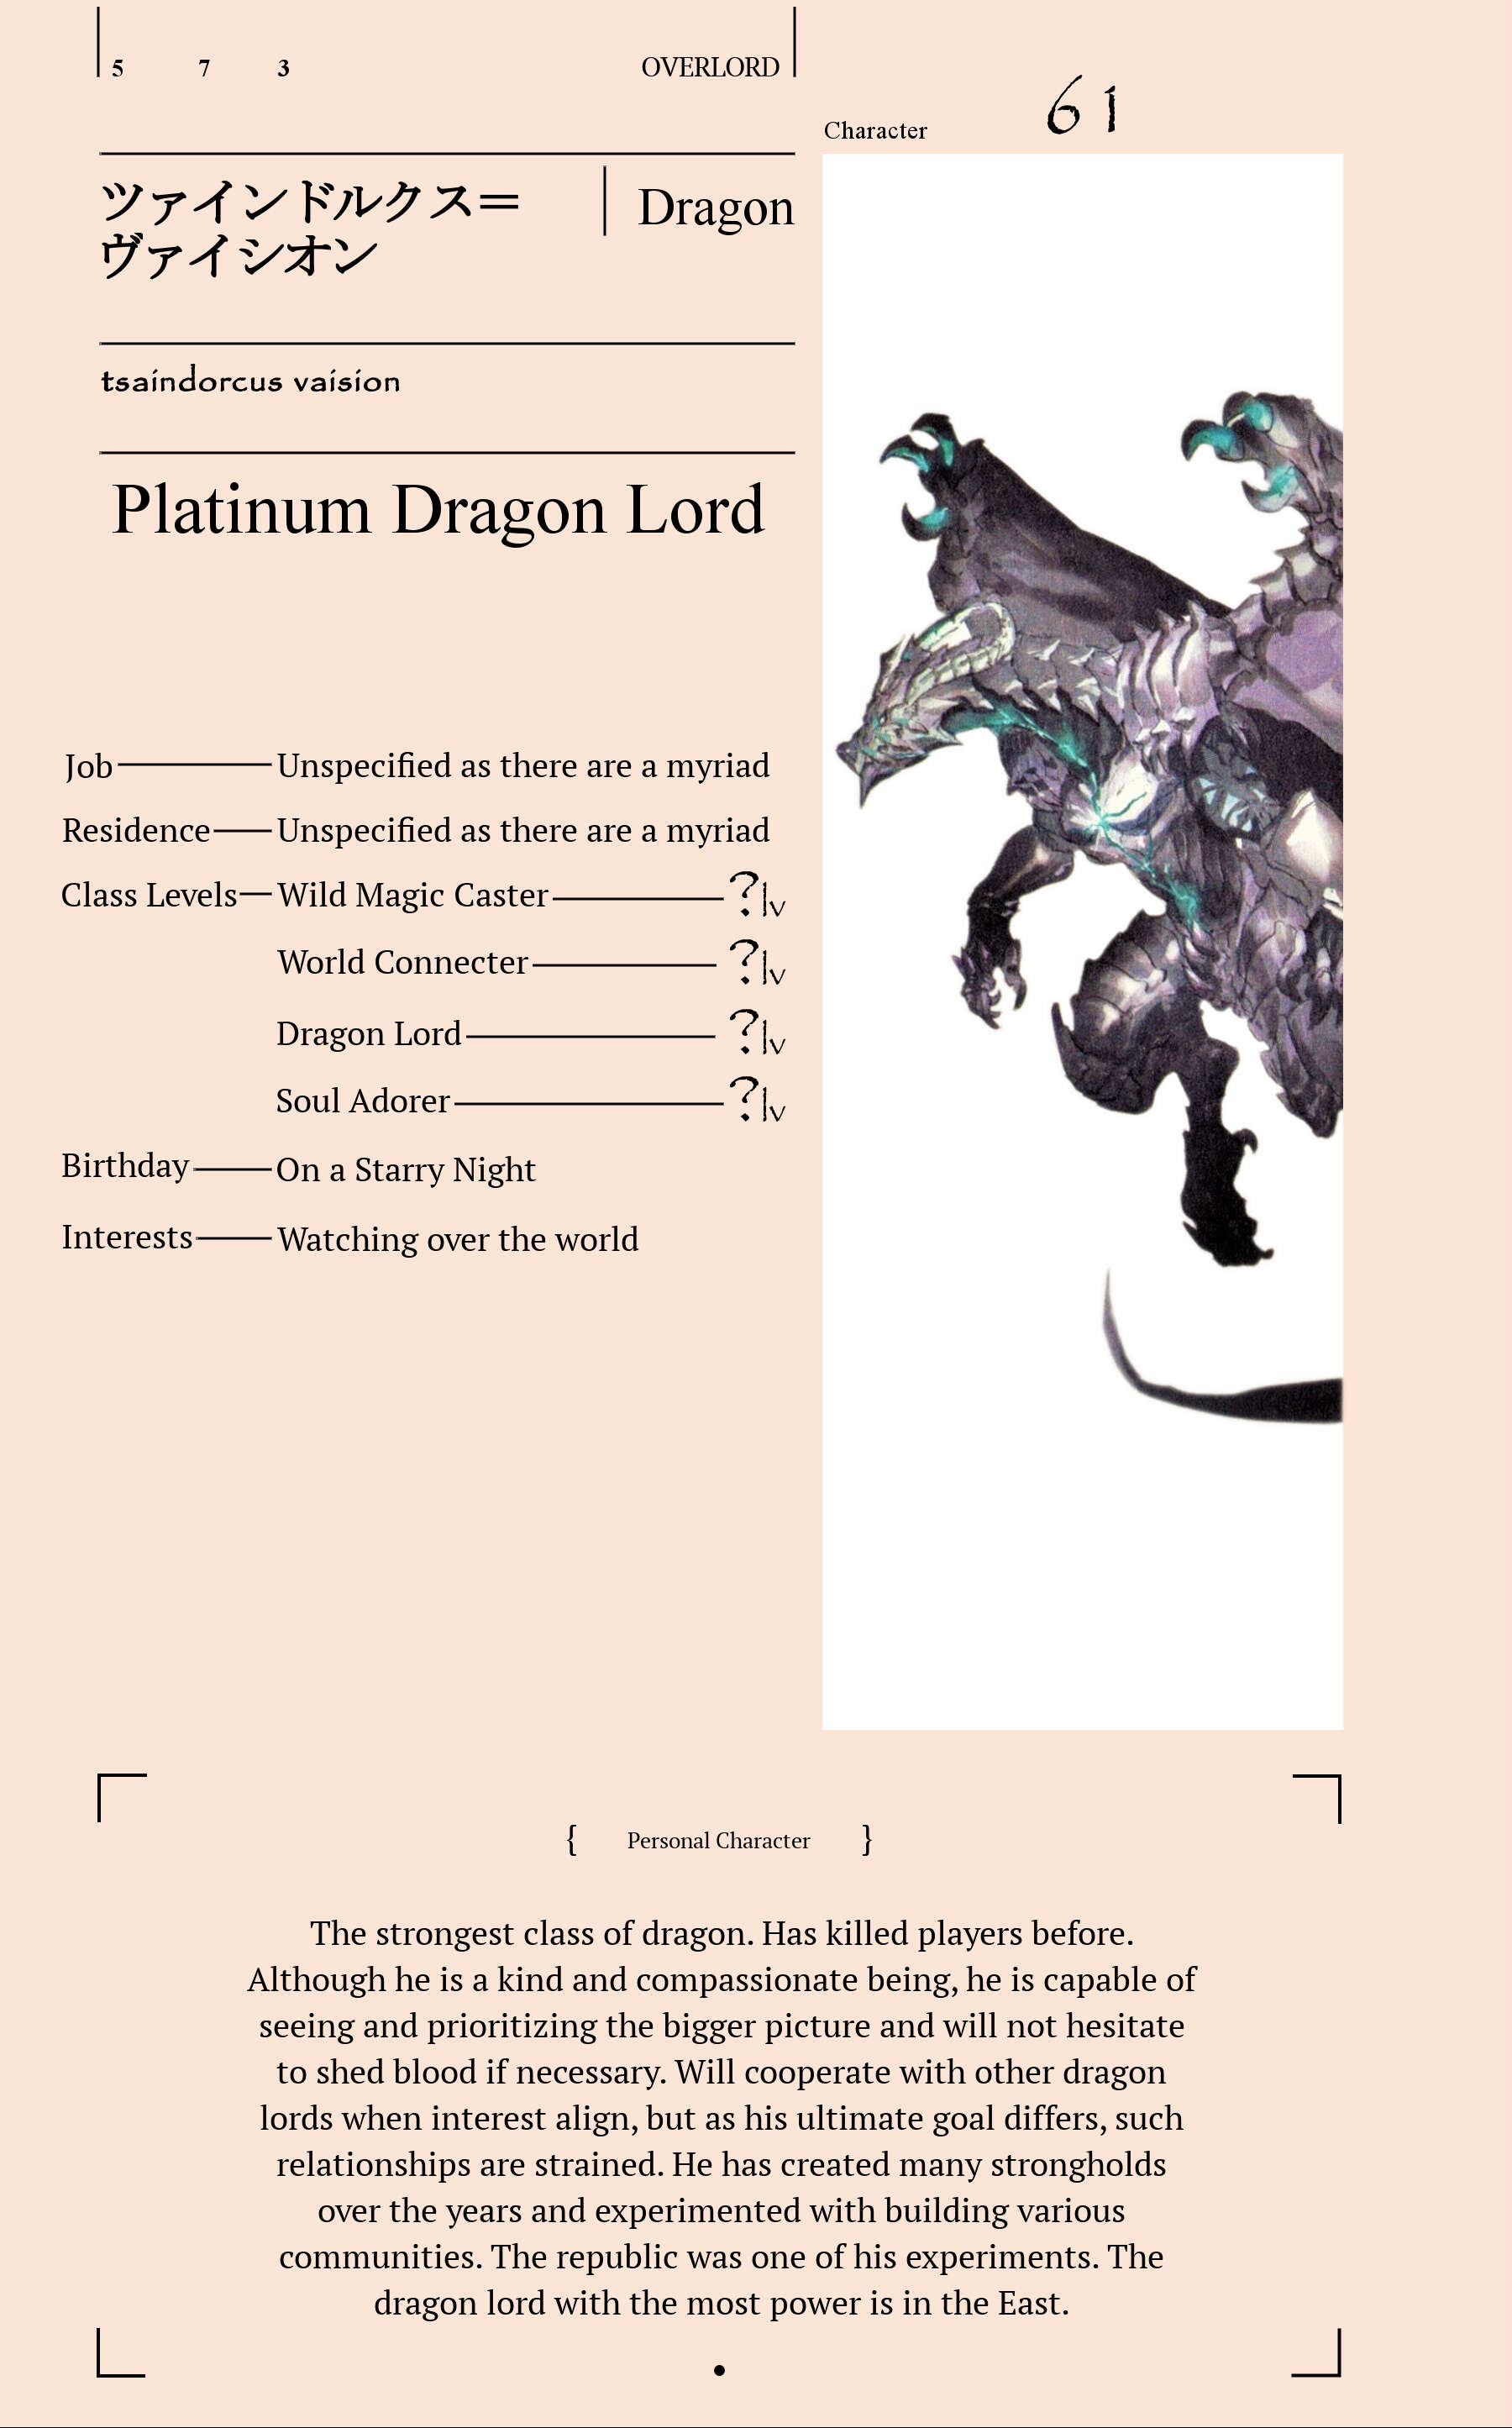 5 7 3 OVERLORD
Character 61
ツァインドルクス＝
ヴァイシオン
Dragon
tsaindorcus vaision
Platinum Dragon Lord
Job Unspecified as there are a myriad
Residence Unspecified as there are a myriad
Class Levels Wild Magic Caster ?lv
World Connecter ?lv
Dragon Lord ?lv
Soul Adorer ?lv
Birthday On a Starry Night
Interests Watching over the world
{ Personal Character }
The strongest class of dragon. Has killed players before.
Although he is a kind and compassionate being, he is capable of
seeing and prioritizing the bigger picture and will not hesitate
to shed blood if necessary. Will cooperate with other dragon
lords when interest align, but as his ultimate goal differs, such
relationships are strained. He has created many strongholds
over the years and experimented with building various
communities. The republic was one of his experiments. The
dragon lord with the most power is in the East.